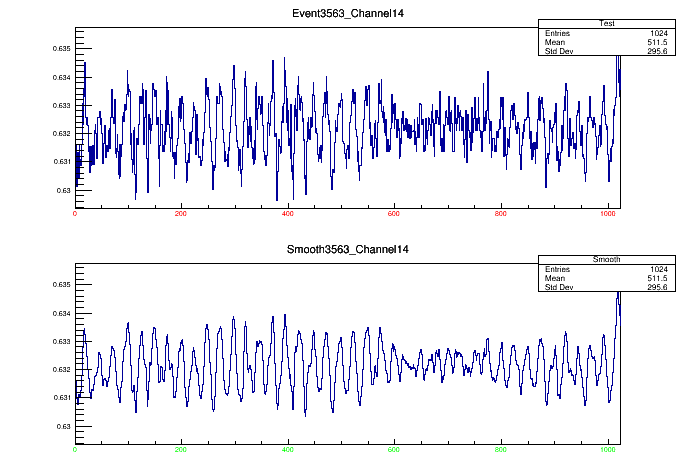 Event3563_Channel14
Test
Entries 1024
Mean 511.5
Std Dev 295.6
0.635
0.634
0.633
0.632
0.631
0.63
0 200 400 600 800 1000
Smooth3563_Channel14
Smooth
Entries 1024
Mean 511.5
Std Dev 295.6
0.635
0.634
0.633
0.632
0.631
0.63
0 200 400 600 800 1000